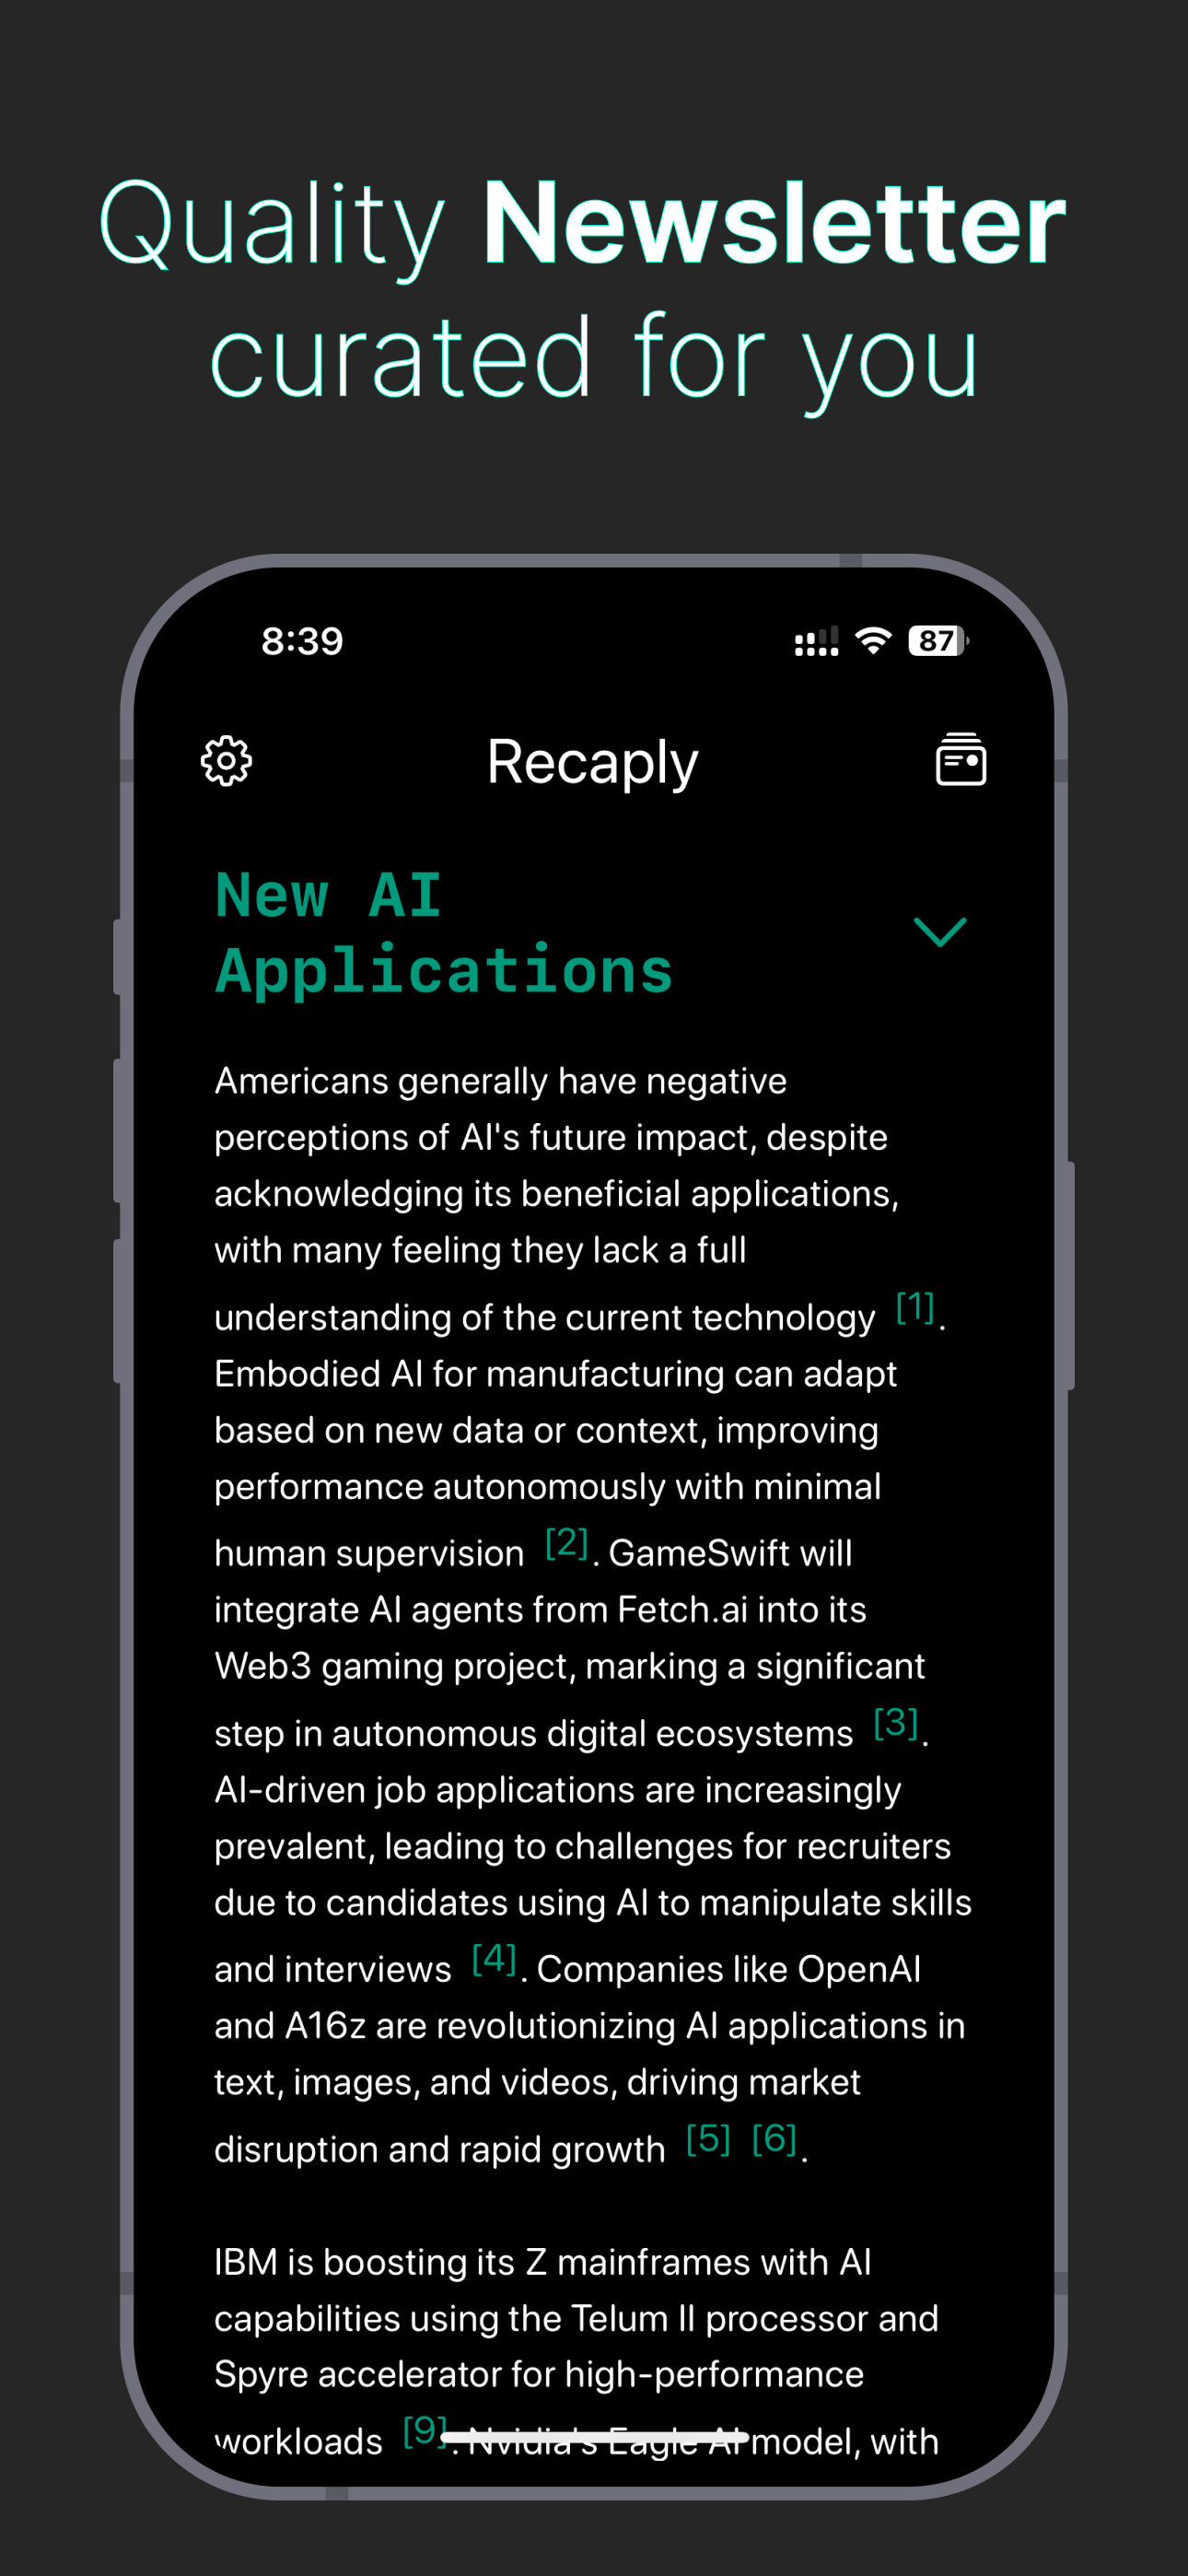 Quality Newsletter
curated for you
8:39
87
Recaply
New AI
Applications
Americans generally have negative
perceptions of AI's future impact, despite
acknowledging its beneficial applications,
with many feeling they lack a full
understanding of the current technology [1].
Embodied AI for manufacturing can adapt
based on new data or context, improving
performance autonomously with minimal
human supervision [2]. GameSwift will
integrate AI agents from Fetch.ai into its
Web3 gaming project, marking a significant
step in autonomous digital ecosystems [3].
AI-driven job applications are increasingly
prevalent, leading to challenges for recruiters
due to candidates using AI to manipulate skills
and interviews [4]. Companies like OpenAI
and A16z are revolutionizing AI applications in
text, images, and videos, driving market
disruption and rapid growth [5] [6].
IBM is boosting its Z mainframes with AI
capabilities using the Telum II processor and
Spyre accelerator for high-performance
workloads [9]. Nvidia's Eagle AI model, with